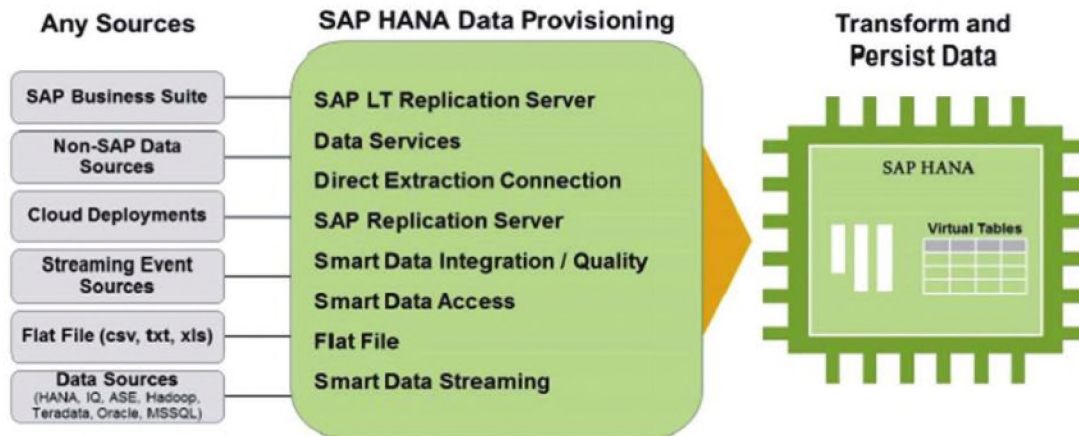 Any Sources
SAP Business Suite
Non-SAP Data
Sources
Cloud Deployments
Streaming Event
Sources
Flat File (csv, txt, xls)
Data Sources
(HANA, IQ, ASE, Hadoop,
Teradata, Oracle, MSSQL)
SAP HANA Data Provisioning
SAP LT Replication Server
Data Services
Direct Extraction Connection
SAP Replication Server
Smart Data Integration / Quality
Smart Data Access
Flat File
Smart Data Streaming
Transform and
Persist Data
SAP HANA
Virtual Tables